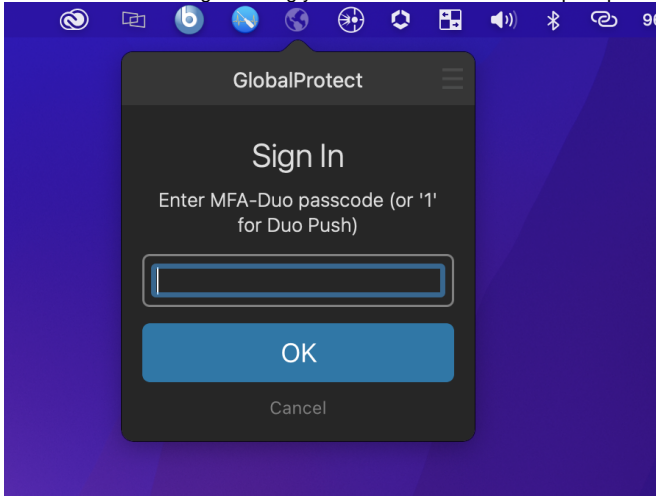 GlobalProtect
Sign In
Enter MFA-Duo passcode (or '1'
for Duo Push)
OK
Cancel